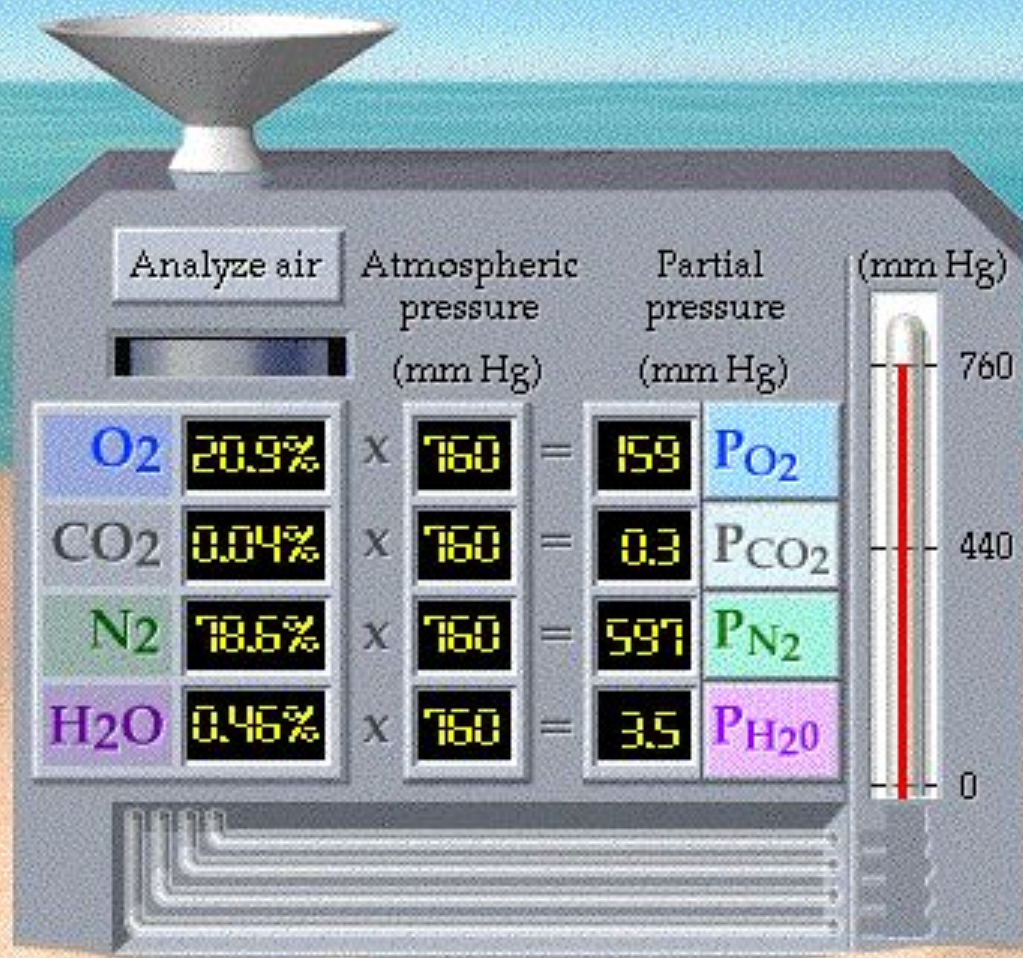 Analyze air
Atmospheric
pressure
(mm Hg)
Partial
pressure
(mm Hg)
(mm Hg)
O2 20.9% x 760 = 159 PO2
CO2 0.04% x 760 = 0.3 PCO2
N2 78.6% x 760 = 597 PN2
H2O 0.46% x 760 = 3.5 PH20
760
440
0